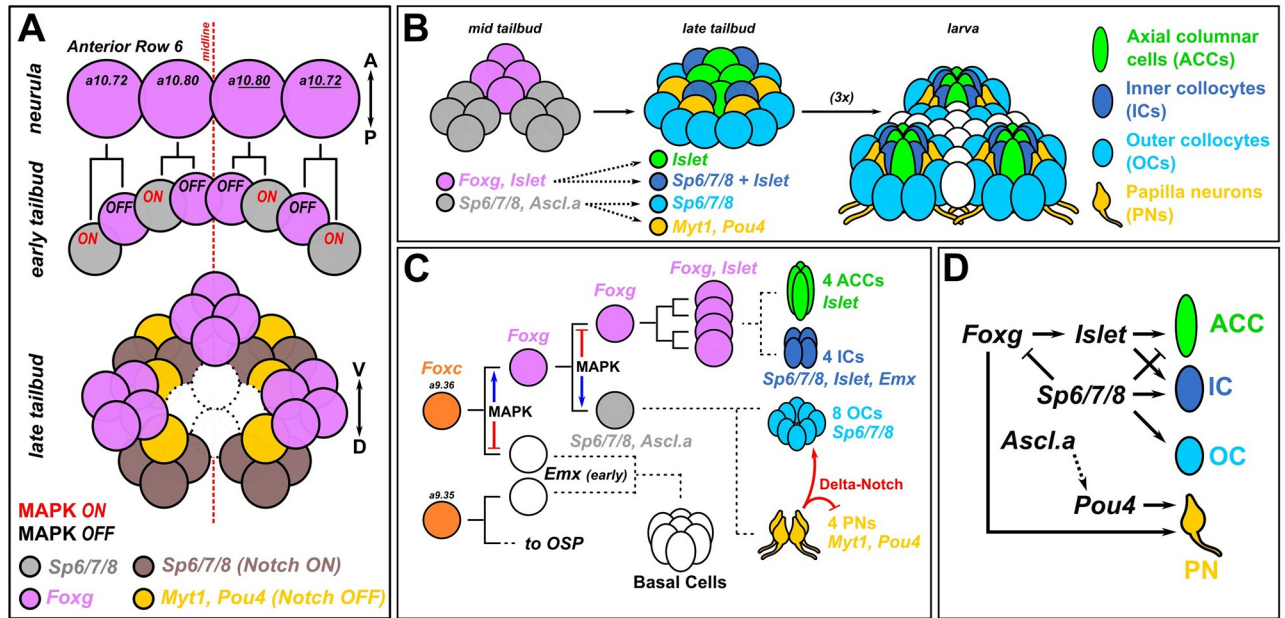 A
Anterior Row 6
midline
neurula
a10.72
a10.80
a10.80
a10.72
A
P
early tailbud
ON
OFF
ON
OFF
OFF
ON
OFF
ON
late tailbud
V
D
MAPK ON
MAPK OFF
Sp6/7/8
Sp6/7/8 (Notch ON)
Foxg
Myt1, Pou4 (Notch OFF)
B
mid tailbud
late tailbud
larva
(3x)
Foxg, Islet
Sp6/7/8, Ascl.a
Islet
Sp6/7/8 + Islet
Sp6/7/8
Myt1, Pou4
Axial columnar
cells (ACCs)
Inner collocytes
(ICs)
Outer collocytes
(OCs)
Papilla neurons
(PNs)
C
Foxg, Islet
Foxg
Foxg
Foxc
a9.36
MAPK
MAPK
4 ACCs
Islet
4 ICs
Sp6/7/8, Islet, Emx
Sp6/7/8, Ascl.a
8 OCs
Sp6/7/8
Emx (early)
a9.35
to OSP
Delta-Notch
4 PNs
Myt1, Pou4
Basal Cells
D
Foxg
Islet
ACC
Sp6/7/8
IC
Ascl.a
OC
Pou4
PN